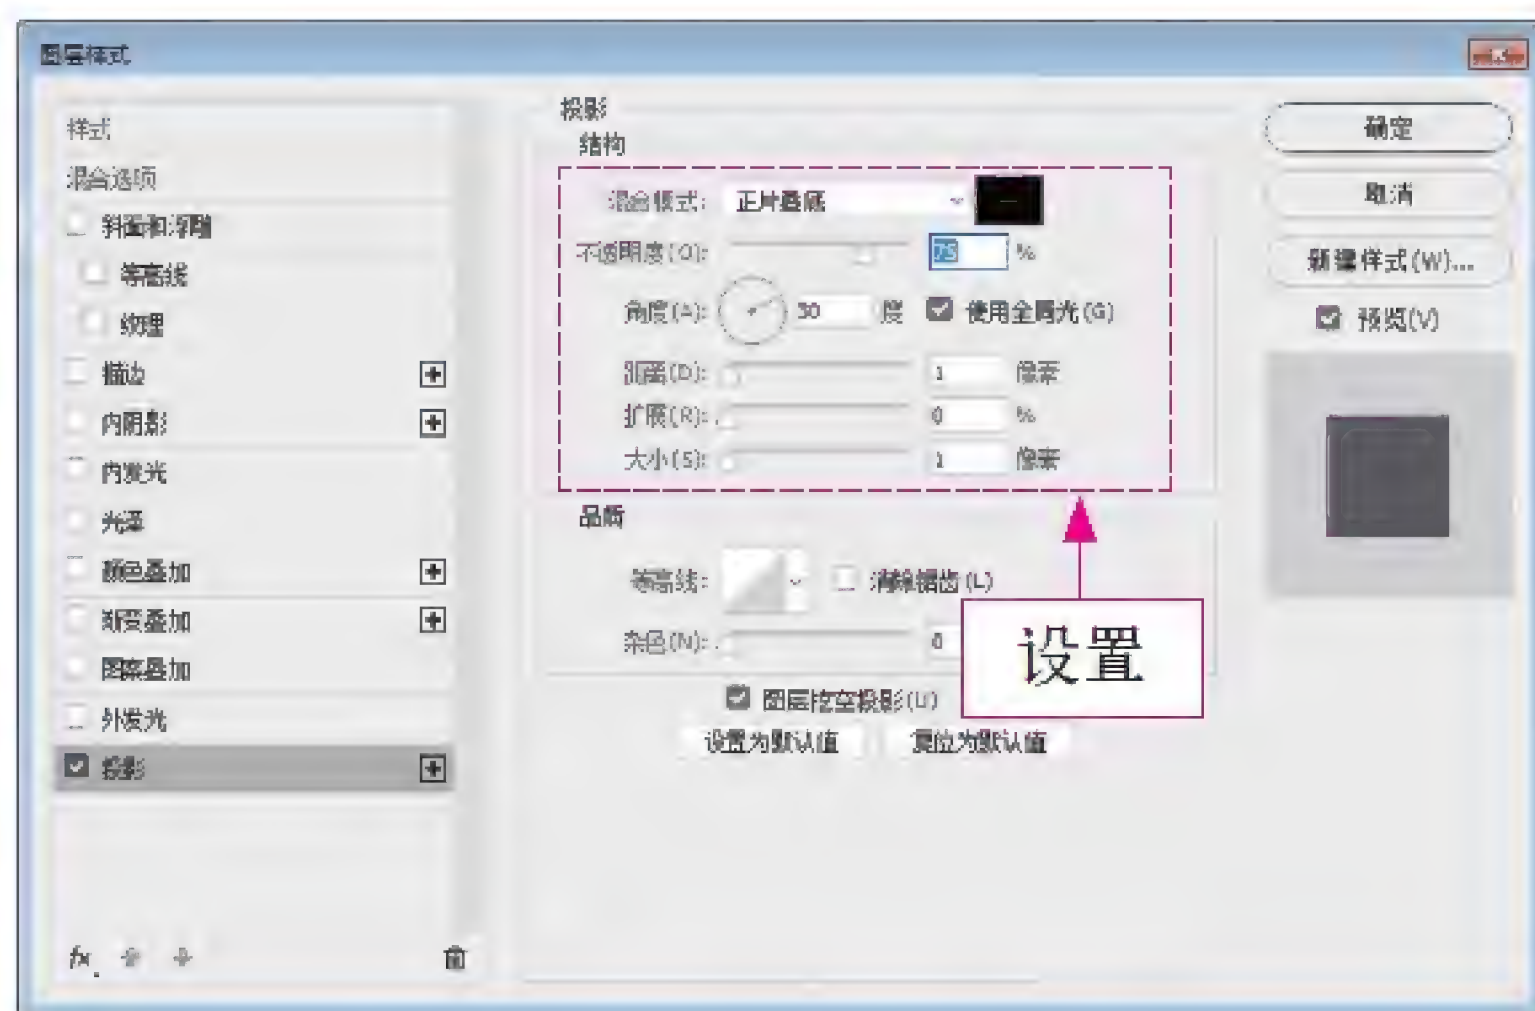 图层样式
样式
混合选项
斜面和浮雕
等高线
纹理
描边
内阴影
内发光
光泽
颜色叠加
渐变叠加
图案叠加
外发光
投影
fx
投影
结构
混合模式: 正片叠底
不透明度(O): 75 %
角度(A): 30 度 使用全局光(G)
距离(D): 1 像素
扩展(R): 0 %
大小(S): 1 像素
品质
等高线: 消除锯齿(L)
杂色(N): 0
设置
图层挖空投影(U)
设置为默认值 复位为默认值
确定
取消
新建样式(W)...
预览(V)